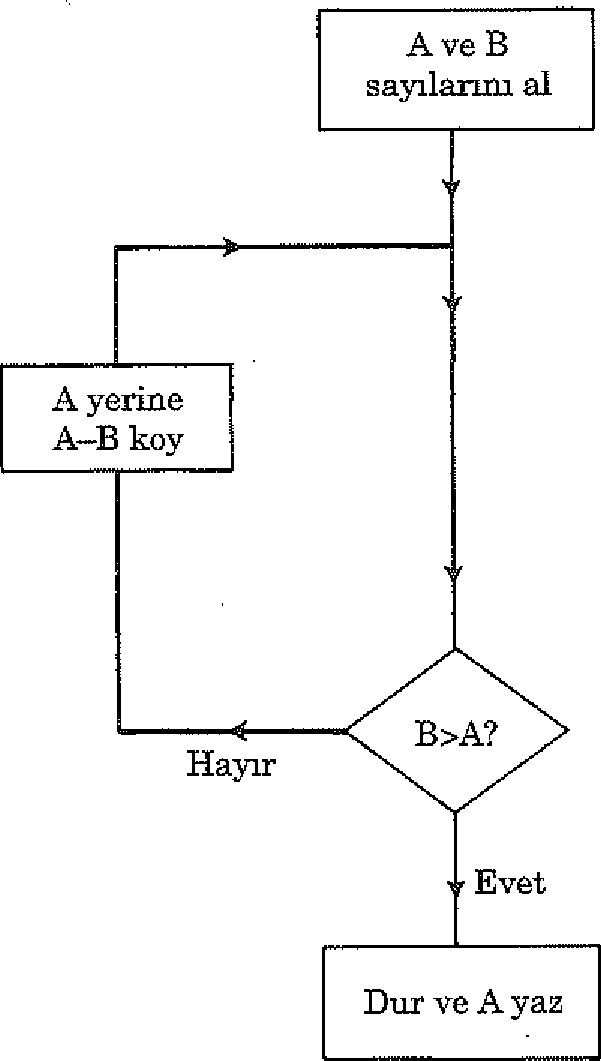 A ve B
sayılarını al
A yerine
A–B koy
B>A?
Hayır
Evet
Dur ve A yaz